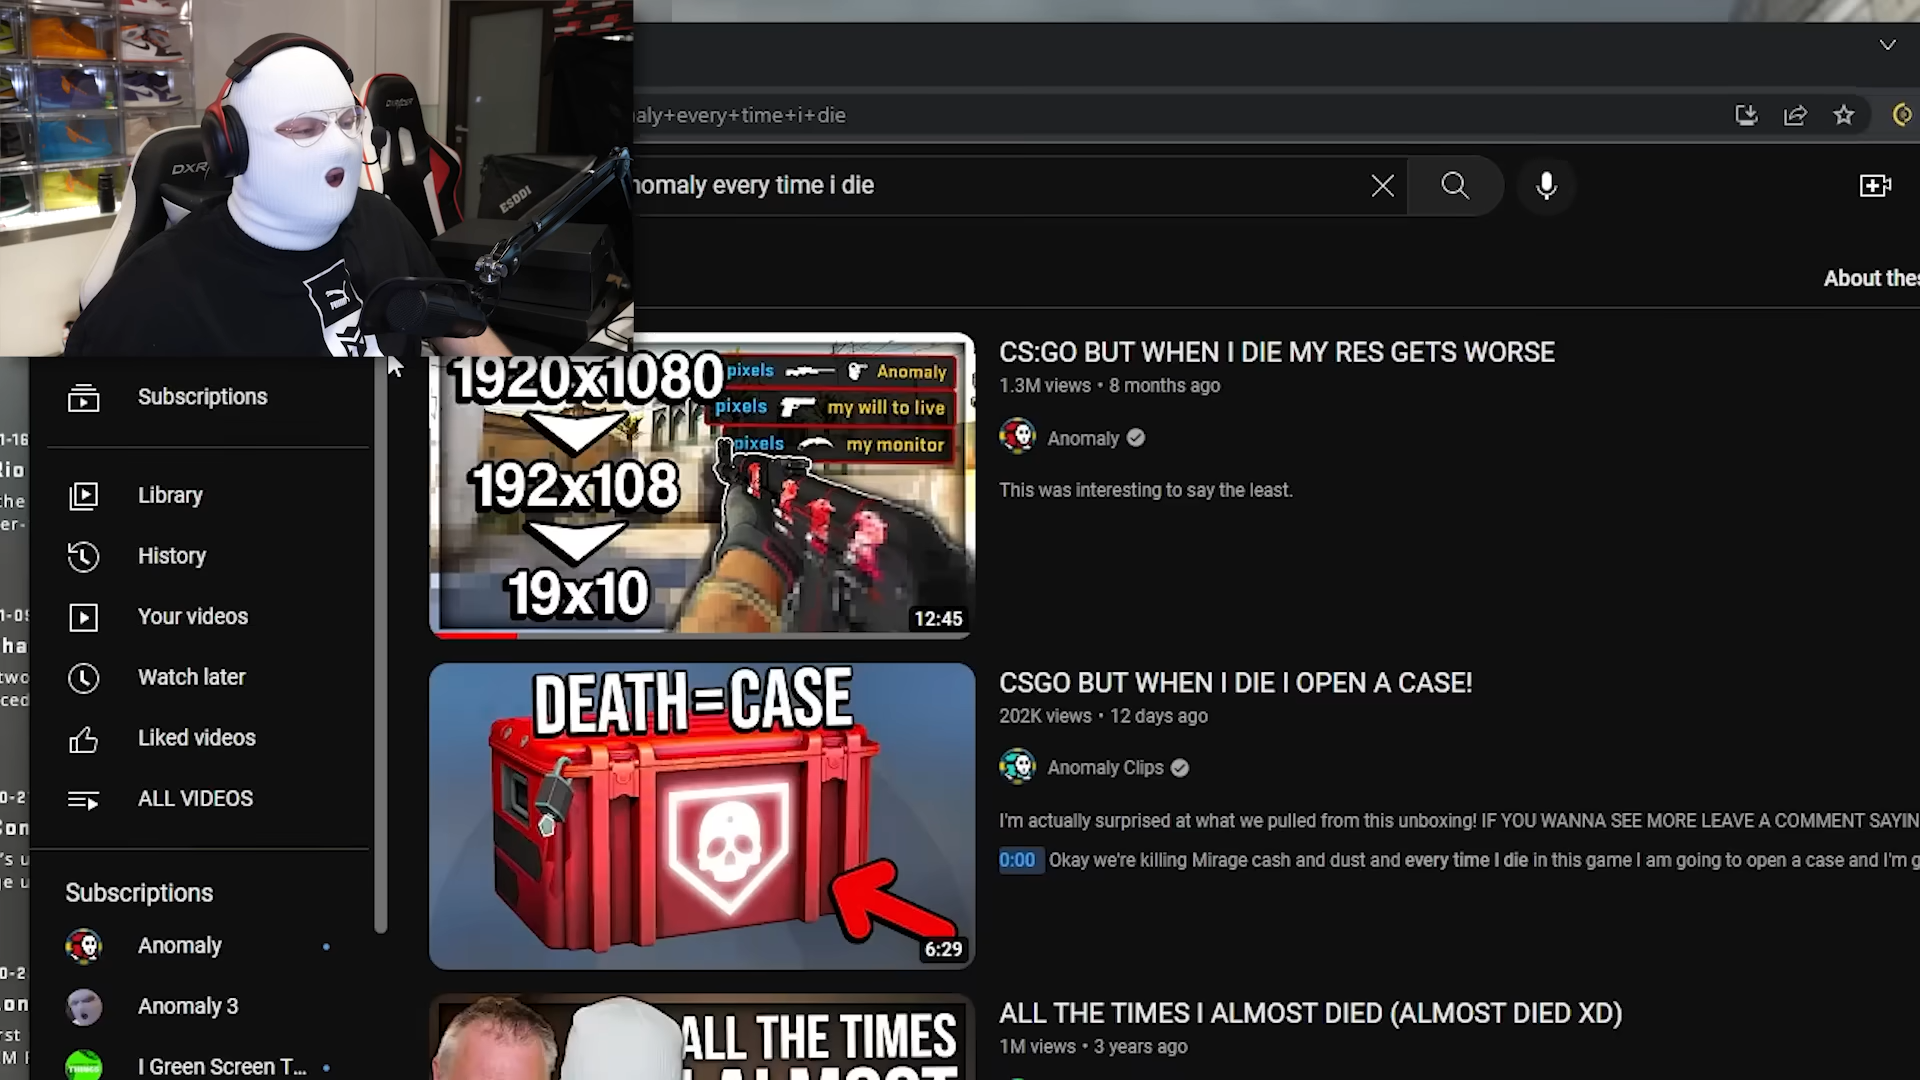 DXR
ESDDI
aly+every+time+i+die
nomaly every time i die
About thes
Subscriptions
Library
History
Your videos
Watch later
Liked videos
ALL VIDEOS
Subscriptions
Anomaly
Anomaly 3
I Green Screen T...
1920x1080
192x108
19x10
pixels Anomaly
pixels my will to live
pixels my monitor
12:45
CS:GO BUT WHEN I DIE MY RES GETS WORSE
1.3M views • 8 months ago
Anomaly
This was interesting to say the least.
DEATH=CASE
6:29
CSGO BUT WHEN I DIE I OPEN A CASE!
202K views • 12 days ago
Anomaly Clips
I'm actually surprised at what we pulled from this unboxing! IF YOU WANNA SEE MORE LEAVE A COMMENT SAYIN
0:00 Okay we're killing Mirage cash and dust and every time I die in this game I am going to open a case and I'm g
ALL THE TIMES
I ALMOST
ALL THE TIMES I ALMOST DIED (ALMOST DIED XD)
1M views • 3 years ago